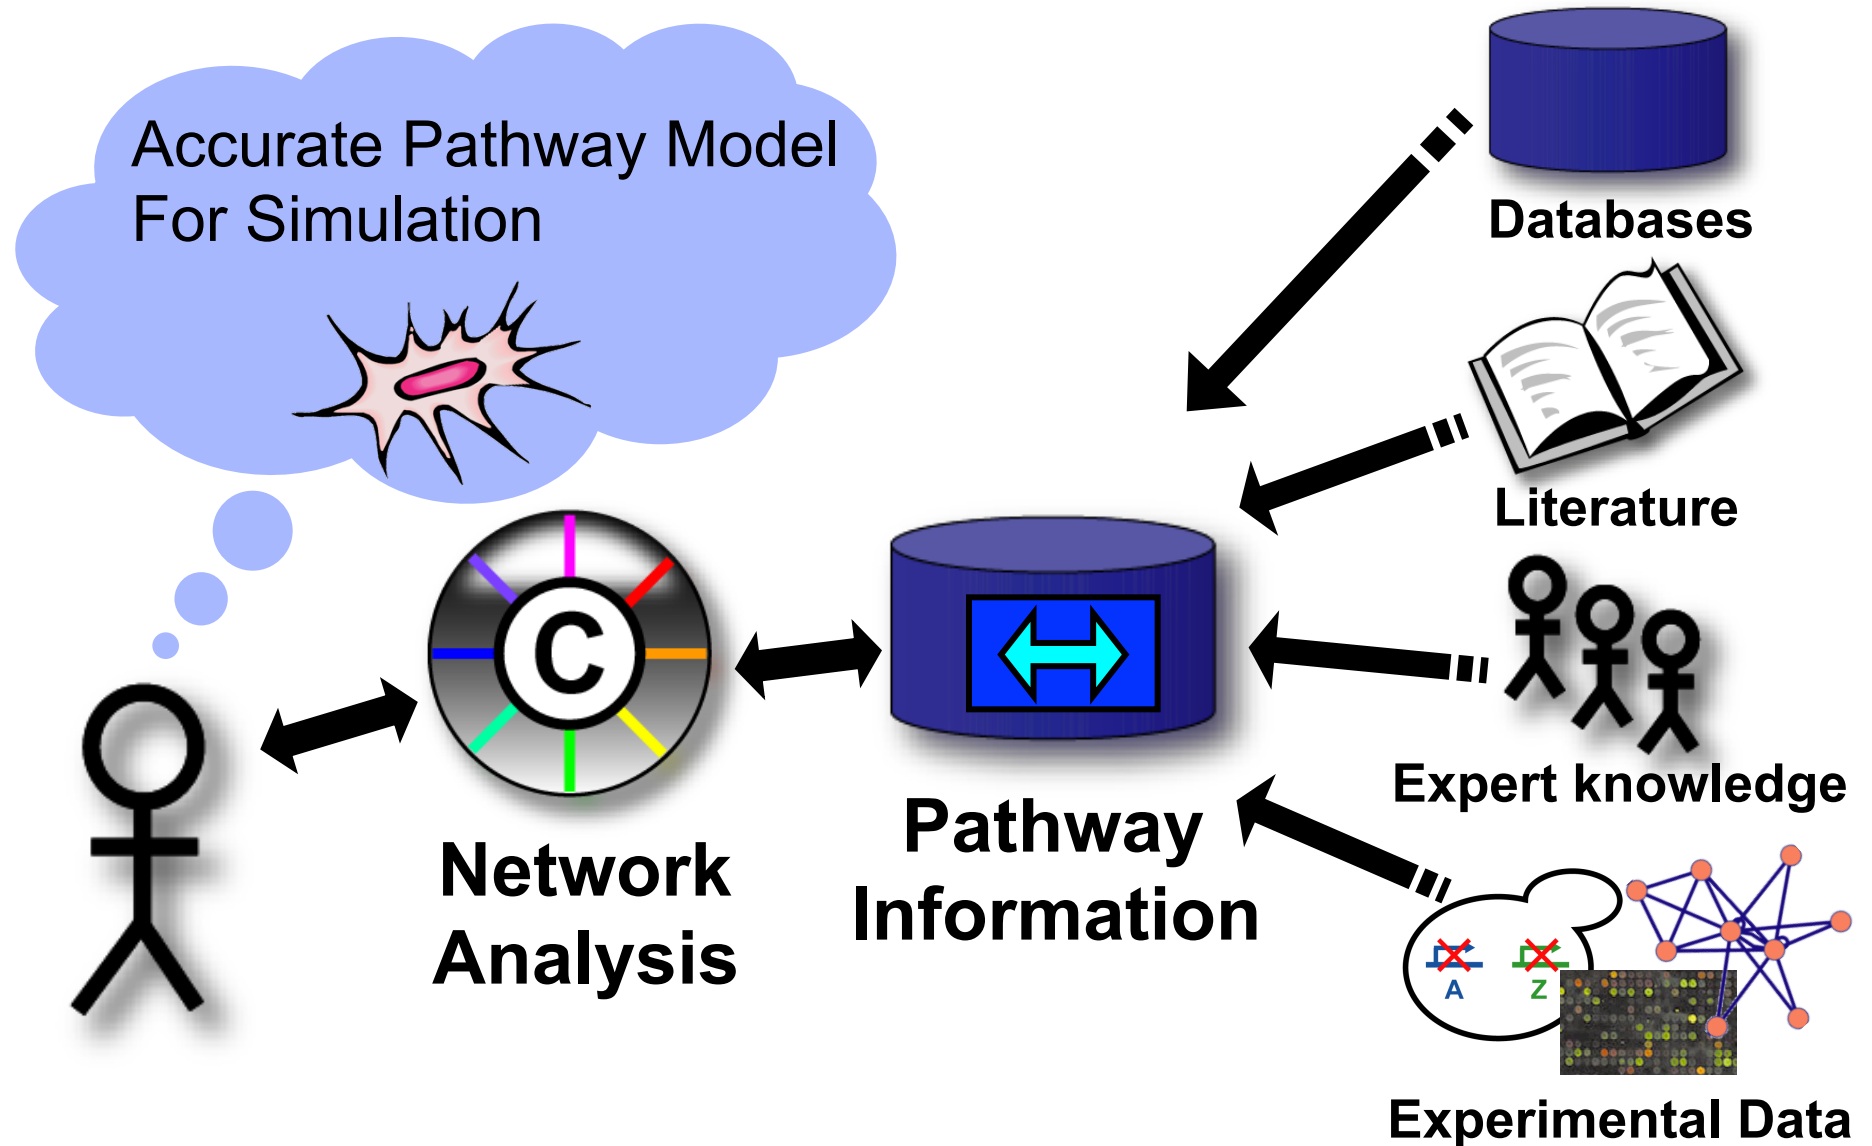 Accurate Pathway Model
For Simulation
Databases
Literature
Expert knowledge
C
Network
Analysis
Pathway
Information
A
Z
Experimental Data